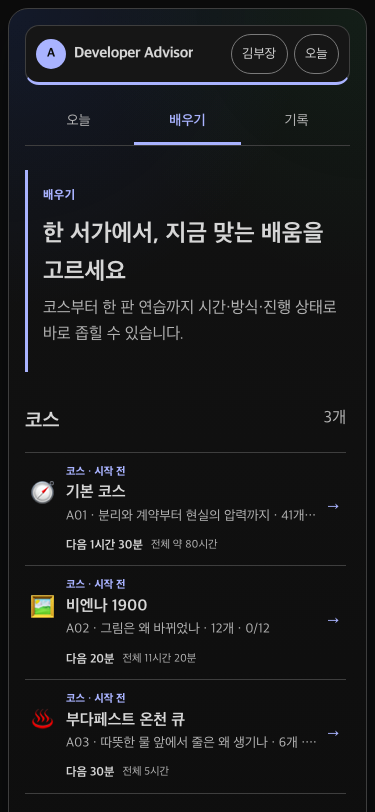 A Developer Advisor 김부장 오늘
오늘 배우기 기록
배우기
한 서가에서, 지금 맞는 배움을
고르세요
코스부터 한 판 연습까지 시간·방식·진행 상태로
바로 좁힐 수 있습니다.
코스 3개
코스 · 시작 전
기본 코스
A01 · 분리와 계약부터 현실의 압력까지 · 41개…
→
다음 1시간 30분 전체 약 80시간
코스 · 시작 전
비엔나 1900
A02 · 그림은 왜 바뀌었나 · 12개 · 0/12
→
다음 20분 전체 11시간 20분
코스 · 시작 전
부다페스트 온천 큐
A03 · 따뜻한 물 앞에서 줄은 왜 생기나 · 6개 ·…
→
다음 30분 전체 5시간